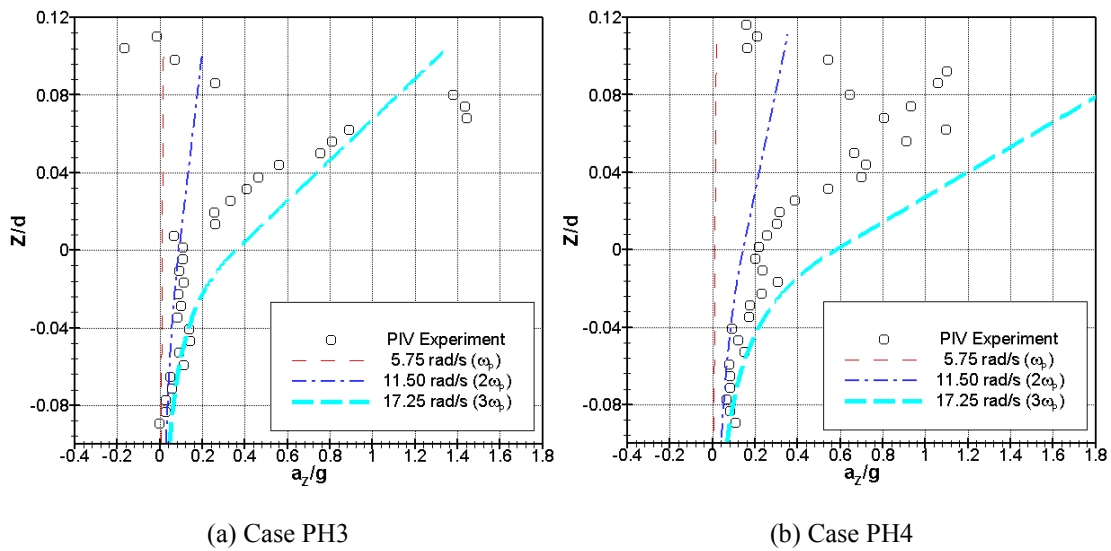 0.12
0.08
0.04
0
-0.04
-0.08
Z/d
-0.4 -0.2 0 0.2 0.4 0.6 0.8 1 1.2 1.4 1.6 1.8
a_z/g
PIV Experiment
5.75 rad/s (ω_p)
11.50 rad/s (2ω_p)
17.25 rad/s (3ω_p)
(a) Case PH3
0.12
0.08
0.04
0
-0.04
-0.08
Z/d
-0.4 -0.2 0 0.2 0.4 0.6 0.8 1 1.2 1.4 1.6 1.8
a_z/g
PIV Experiment
5.75 rad/s (ω_p)
11.50 rad/s (2ω_p)
17.25 rad/s (3ω_p)
(b) Case PH4